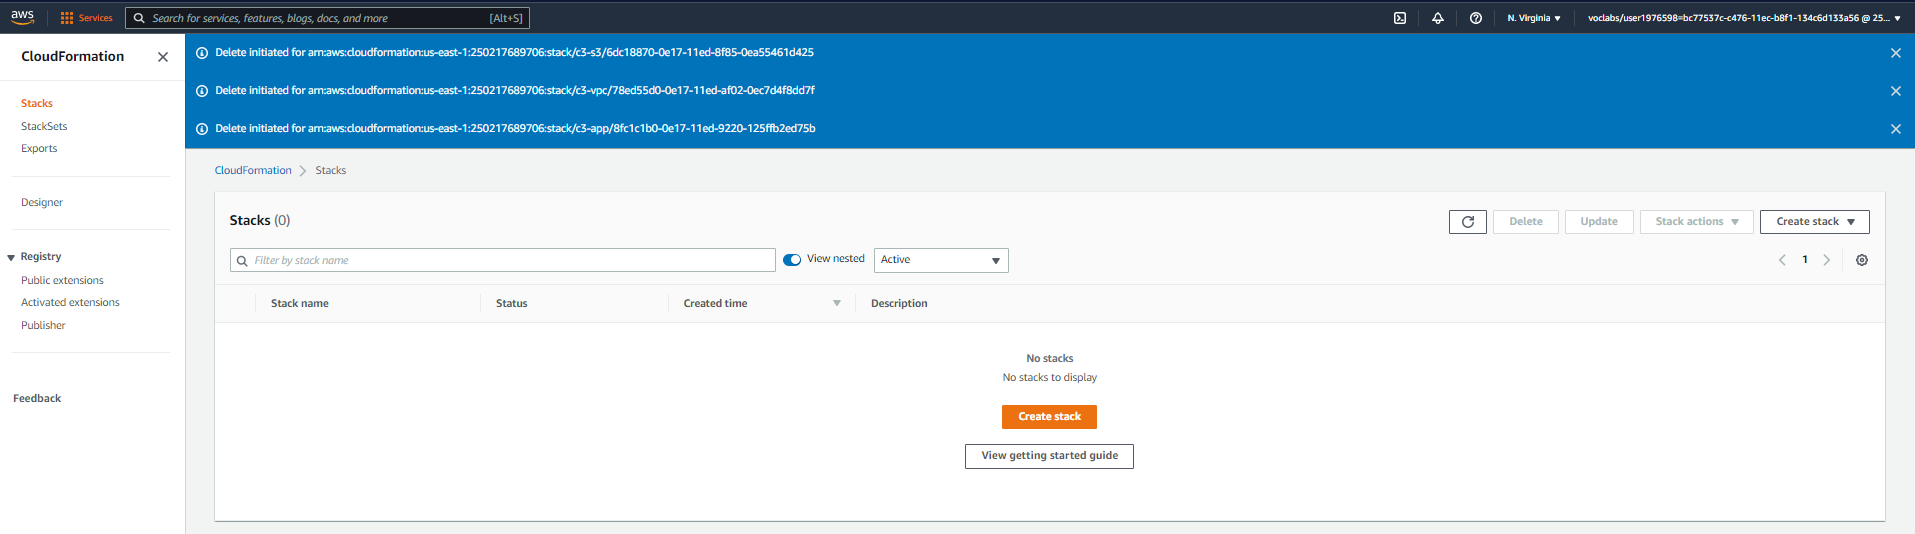 aws
Services
Search for services, features, blogs, docs, and more [Alt+S]
N. Virginia
voclabs/user1976598=bc77537c-c476-11ec-b8f1-134c6d133a56 @ 25...
CloudFormation
Stacks
StackSets
Exports
Designer
Registry
Public extensions
Activated extensions
Publisher
Feedback
Delete initiated for arn:aws:cloudformation:us-east-1:250217689706:stack/c3-s3/6dc18870-0e17-11ed-8f85-0ea55461d425
Delete initiated for arn:aws:cloudformation:us-east-1:250217689706:stack/c3-vpc/78ed55d0-0e17-11ed-af02-0ec7d4f8dd7f
Delete initiated for arn:aws:cloudformation:us-east-1:250217689706:stack/c3-app/8fc1c1b0-0e17-11ed-9220-125ffb2ed75b
CloudFormation Stacks
Stacks (0)
Delete
Update
Stack actions
Create stack
Filter by stack name
View nested
Active
1
Stack name Status Created time Description
No stacks
No stacks to display
Create stack
View getting started guide